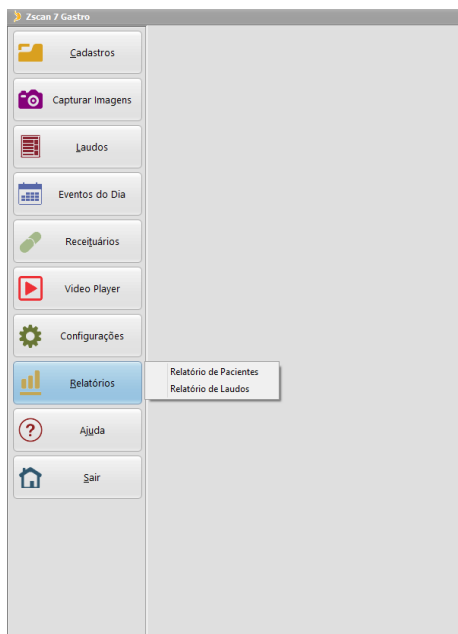 Zscan 7 Gastro
Cadastros
Capturar Imagens
Laudos
Eventos do Dia
Receituários
Video Player
Configurações
Relatórios
Relatório de Pacientes
Relatório de Laudos
Ajuda
Sair